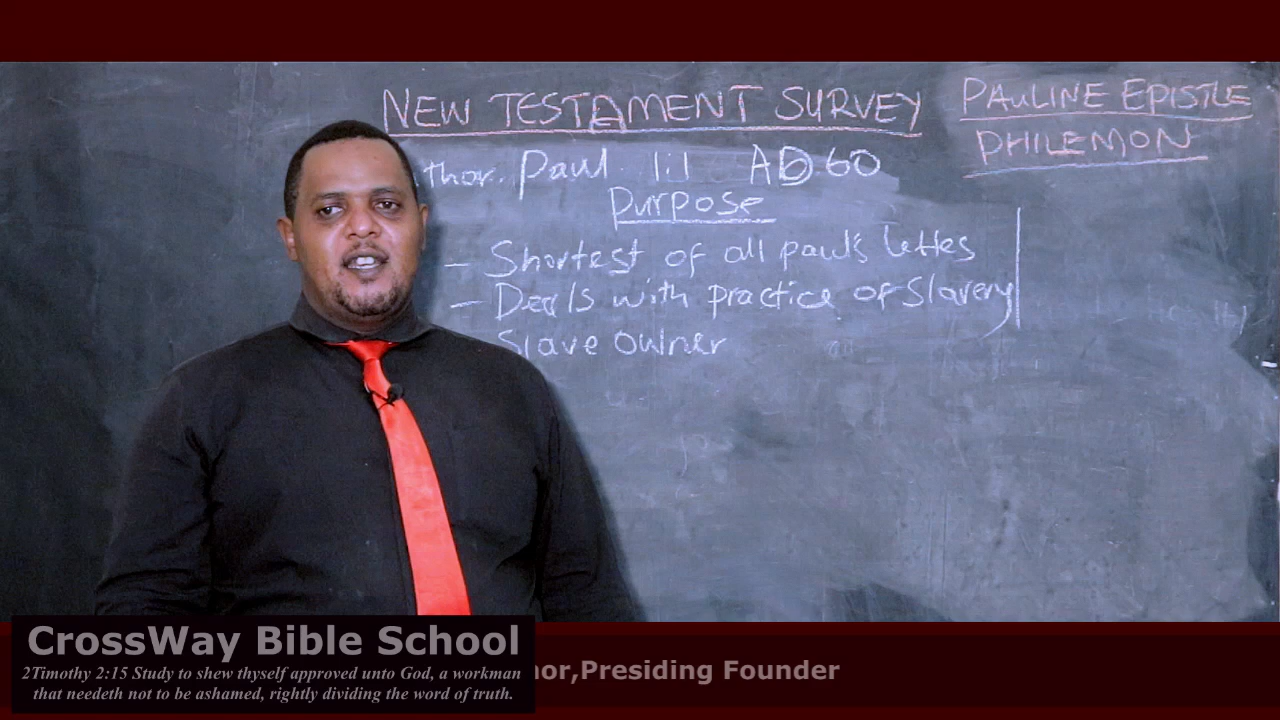 NEW TESTAMENT SURVEY
PAULINE EPISTLE
PHILEMON
thor. Paul 1:1 AD 60
Purpose
- Shortest of all paul's lettes
- Deals with practice of Slavery
Slave Owner
CrossWay Bible School
2Timothy 2:15 Study to shew thyself approved unto God, a workman
that needeth not to be ashamed, rightly dividing the word of truth.
hor,Presiding Founder